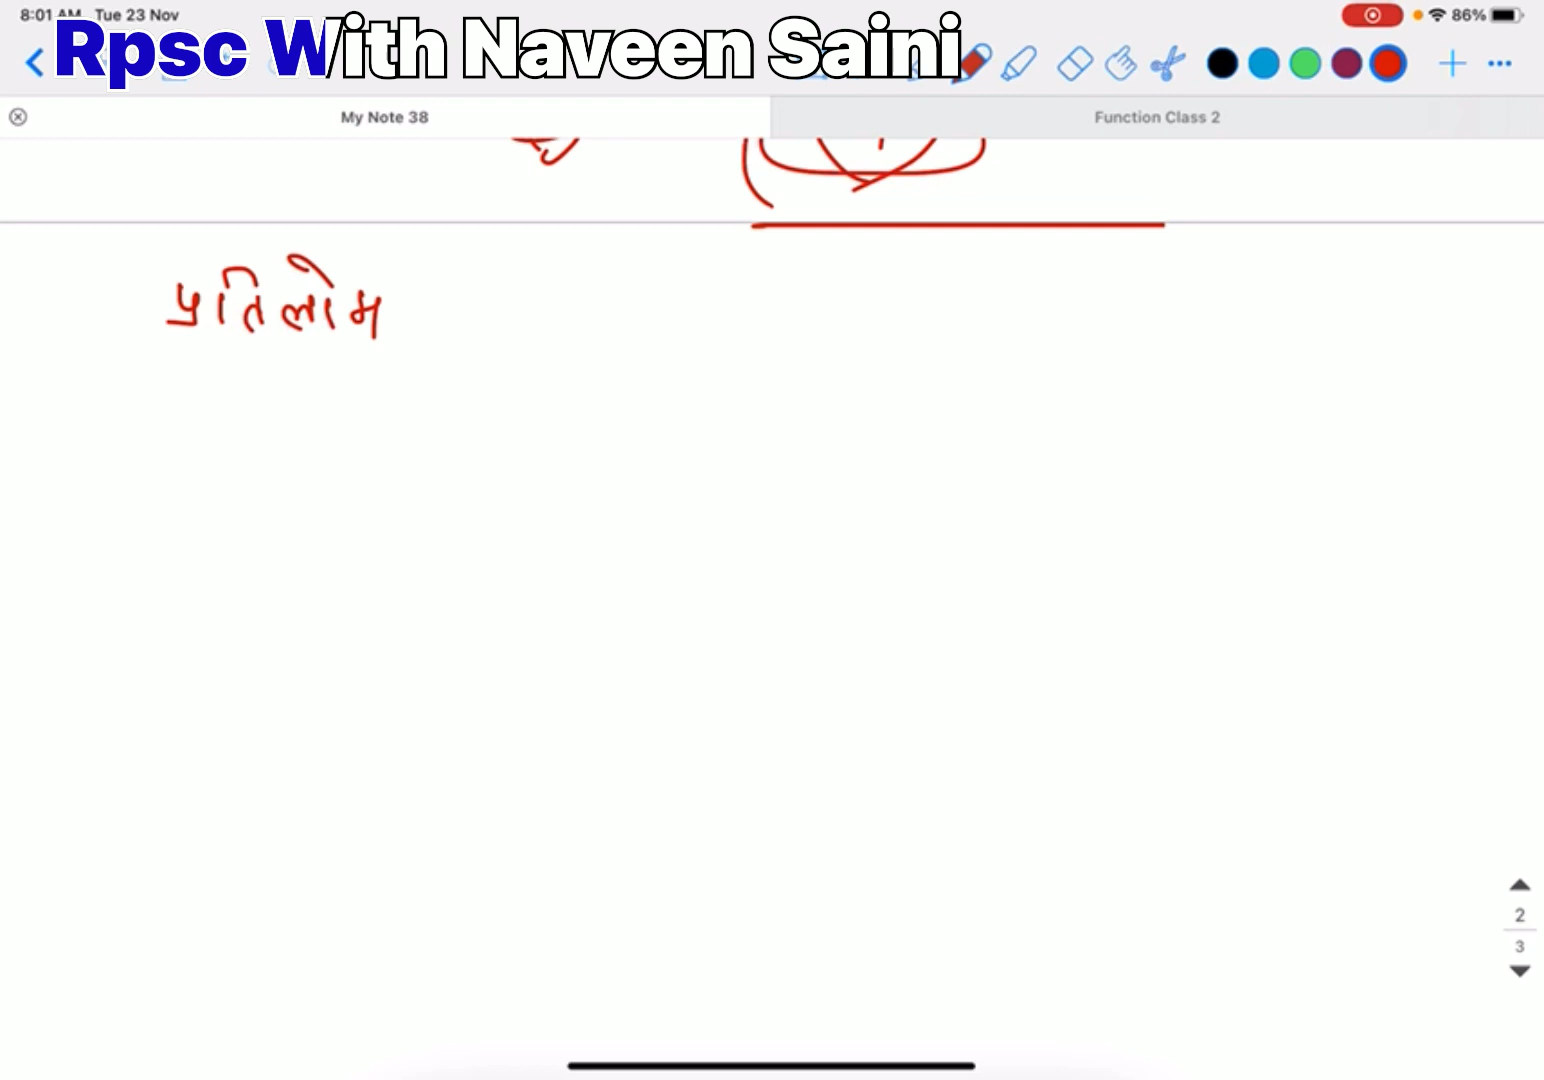 8:01 AM Tue 23 Nov
86%
Rpsc With Naveen Saini
My Note 38
Function Class 2
प्रतिलोम
2
3